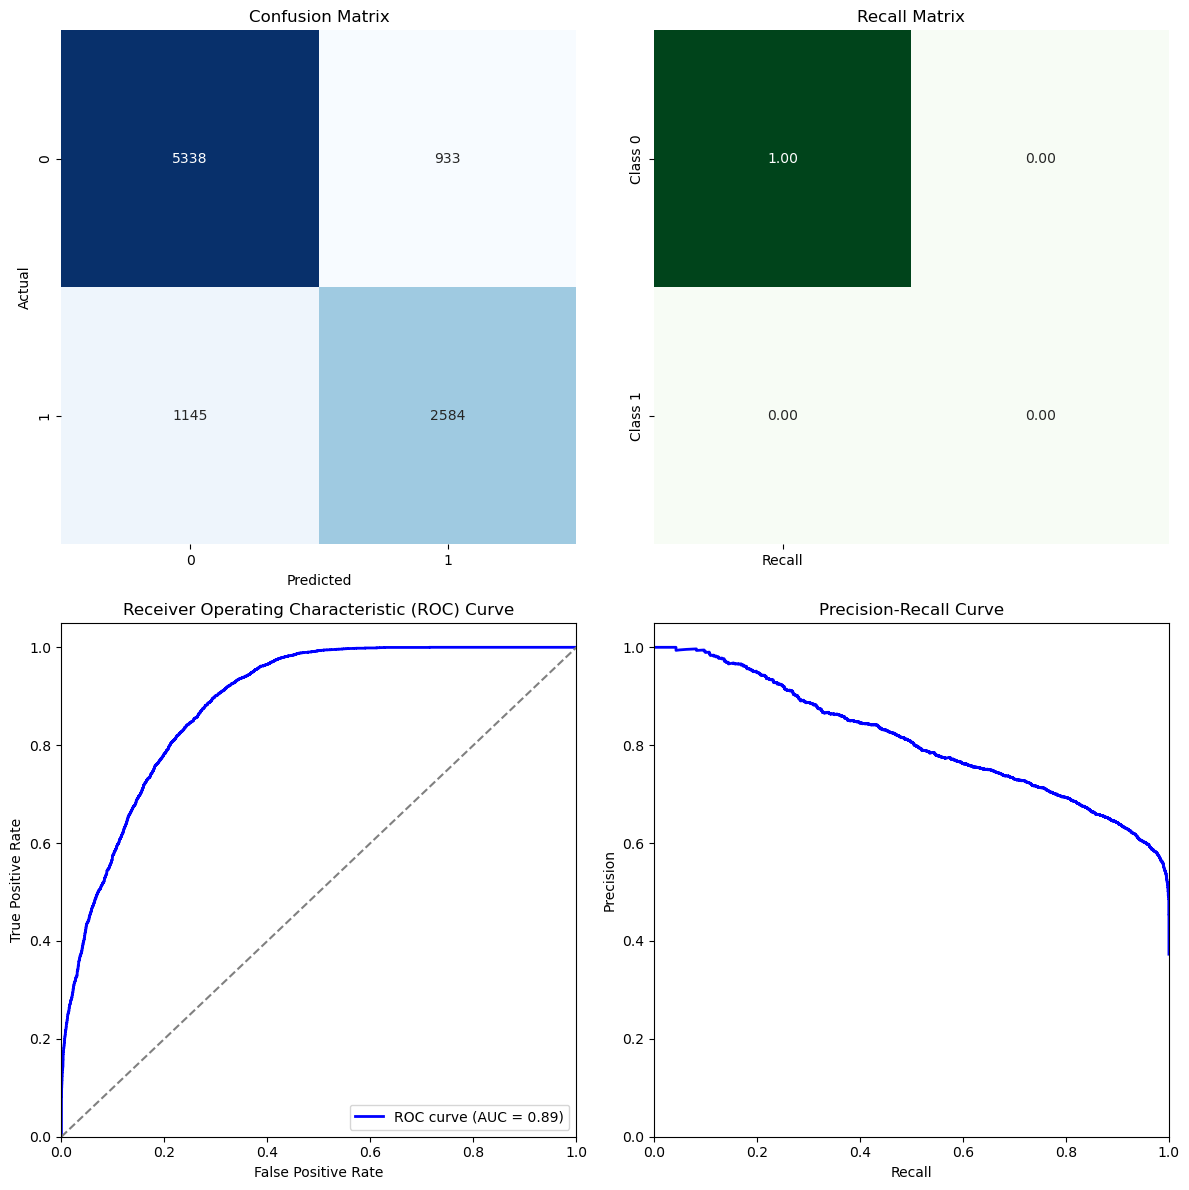 Confusion Matrix
Actual
0
5338
933
1
1145
2584
0
1
Predicted
Recall Matrix
Class 0
1.00
0.00
Class 1
0.00
0.00
Recall
Receiver Operating Characteristic (ROC) Curve
True Positive Rate
1.0
0.8
0.6
0.4
0.2
0.0
ROC curve (AUC = 0.89)
0.0
0.2
0.4
0.6
0.8
1.0
False Positive Rate
Precision-Recall Curve
Precision
1.0
0.8
0.6
0.4
0.2
0.0
0.0
0.2
0.4
0.6
0.8
1.0
Recall